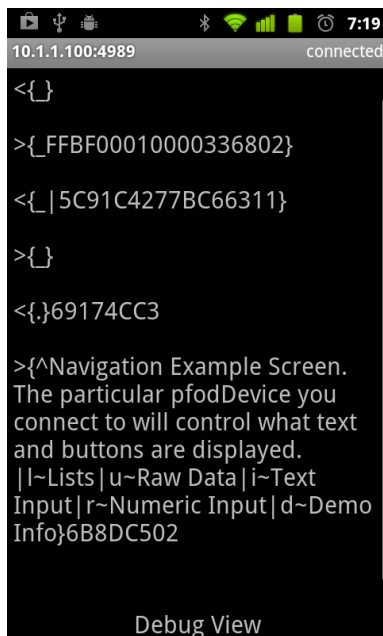 7:19
10.1.1.100:4989 connected
<{_}
>{_FFBF00010000336802}
<{_|5C91C4277BC66311}
>{_}
<{.}69174CC3
>{^Navigation Example Screen.
The particular pfodDevice you
connect to will control what text
and buttons are displayed.
|l~Lists|u~Raw Data|i~Text
Input|r~Numeric Input|d~Demo
Info}6B8DC502
Debug View